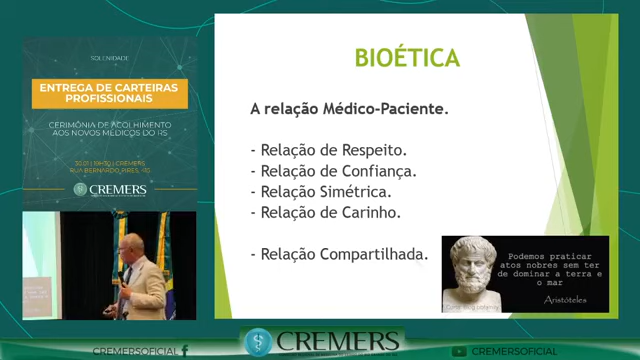 SOLENIDADE
ENTREGA DE CARTEIRAS
PROFISSIONAIS
CERIMÔNIA DE ACOLHIMENTO
AOS NOVOS MÉDICOS DO RS
CREMERS
BIOÉTICA
A relação Médico-Paciente.
- Relação de Respeito.
- Relação de Confiança.
- Relação Simétrica.
- Relação de Carinho.
- Relação Compartilhada.
Podemos praticar
atos nobres sem ter
de dominar a terra e
o mar
Aristóteles
CREMERSOFICIAL
CREMERS
CREMERSOFICIAL